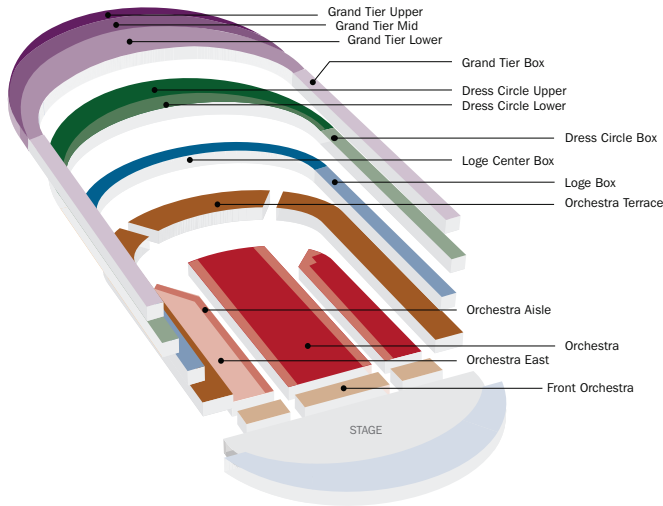 Grand Tier Upper
Grand Tier Mid
Grand Tier Lower
Grand Tier Box
Dress Circle Upper
Dress Circle Lower
Dress Circle Box
Loge Center Box
Loge Box
Orchestra Terrace
Orchestra Aisle
Orchestra
Orchestra East
Front Orchestra
STAGE